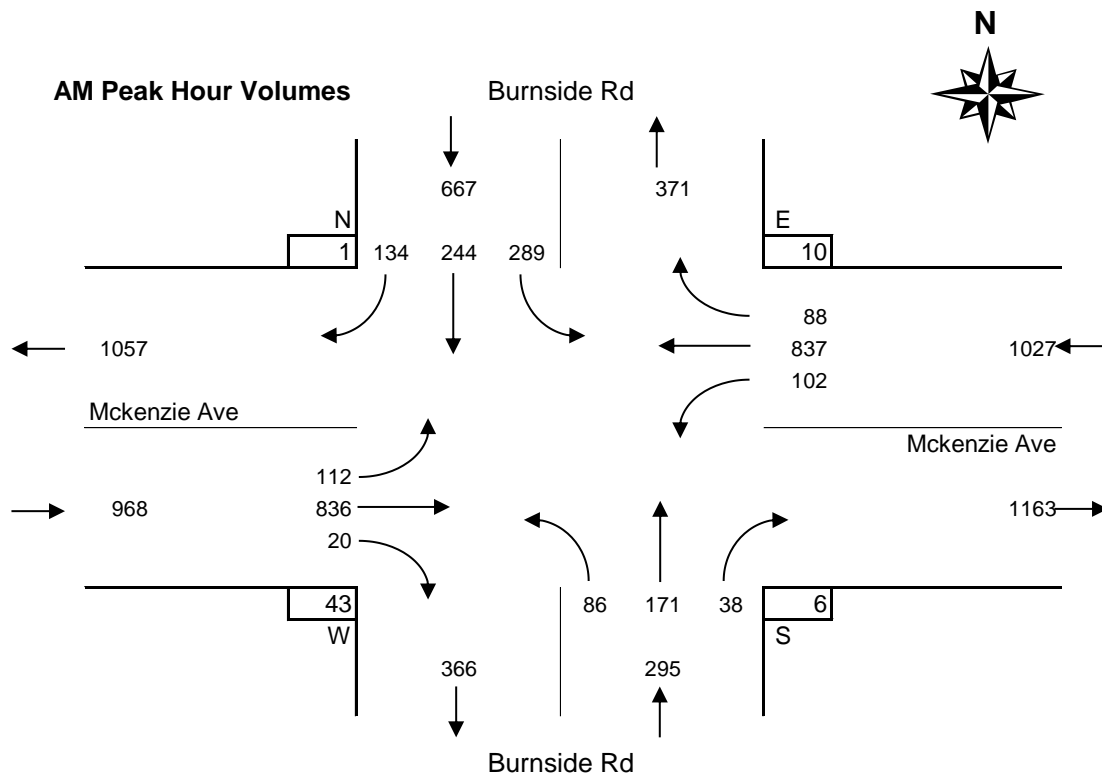 N
AM Peak Hour Volumes Burnside Rd
667 371
N E
1 134 244 289 10
88
1057 837 1027
102
Mckenzie Ave
Mckenzie Ave
112
968 836 1163
20
43 86 171 38 6
W S
366 295
Burnside Rd